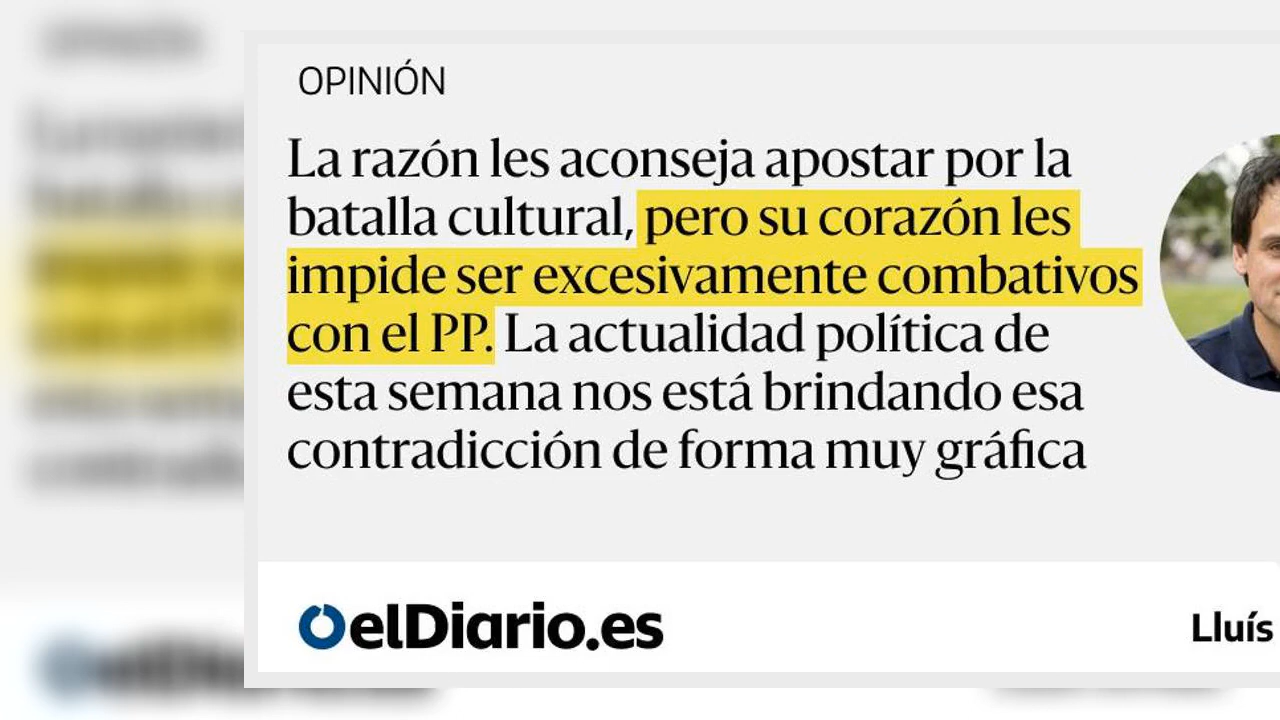 OPINIÓN
La razón les aconseja apostar por la
batalla cultural, pero su corazón les
impide ser excesivamente combativos
con el PP. La actualidad política de
esta semana nos está brindando esa
contradicción de forma muy gráfica
elDiario.es
Lluís